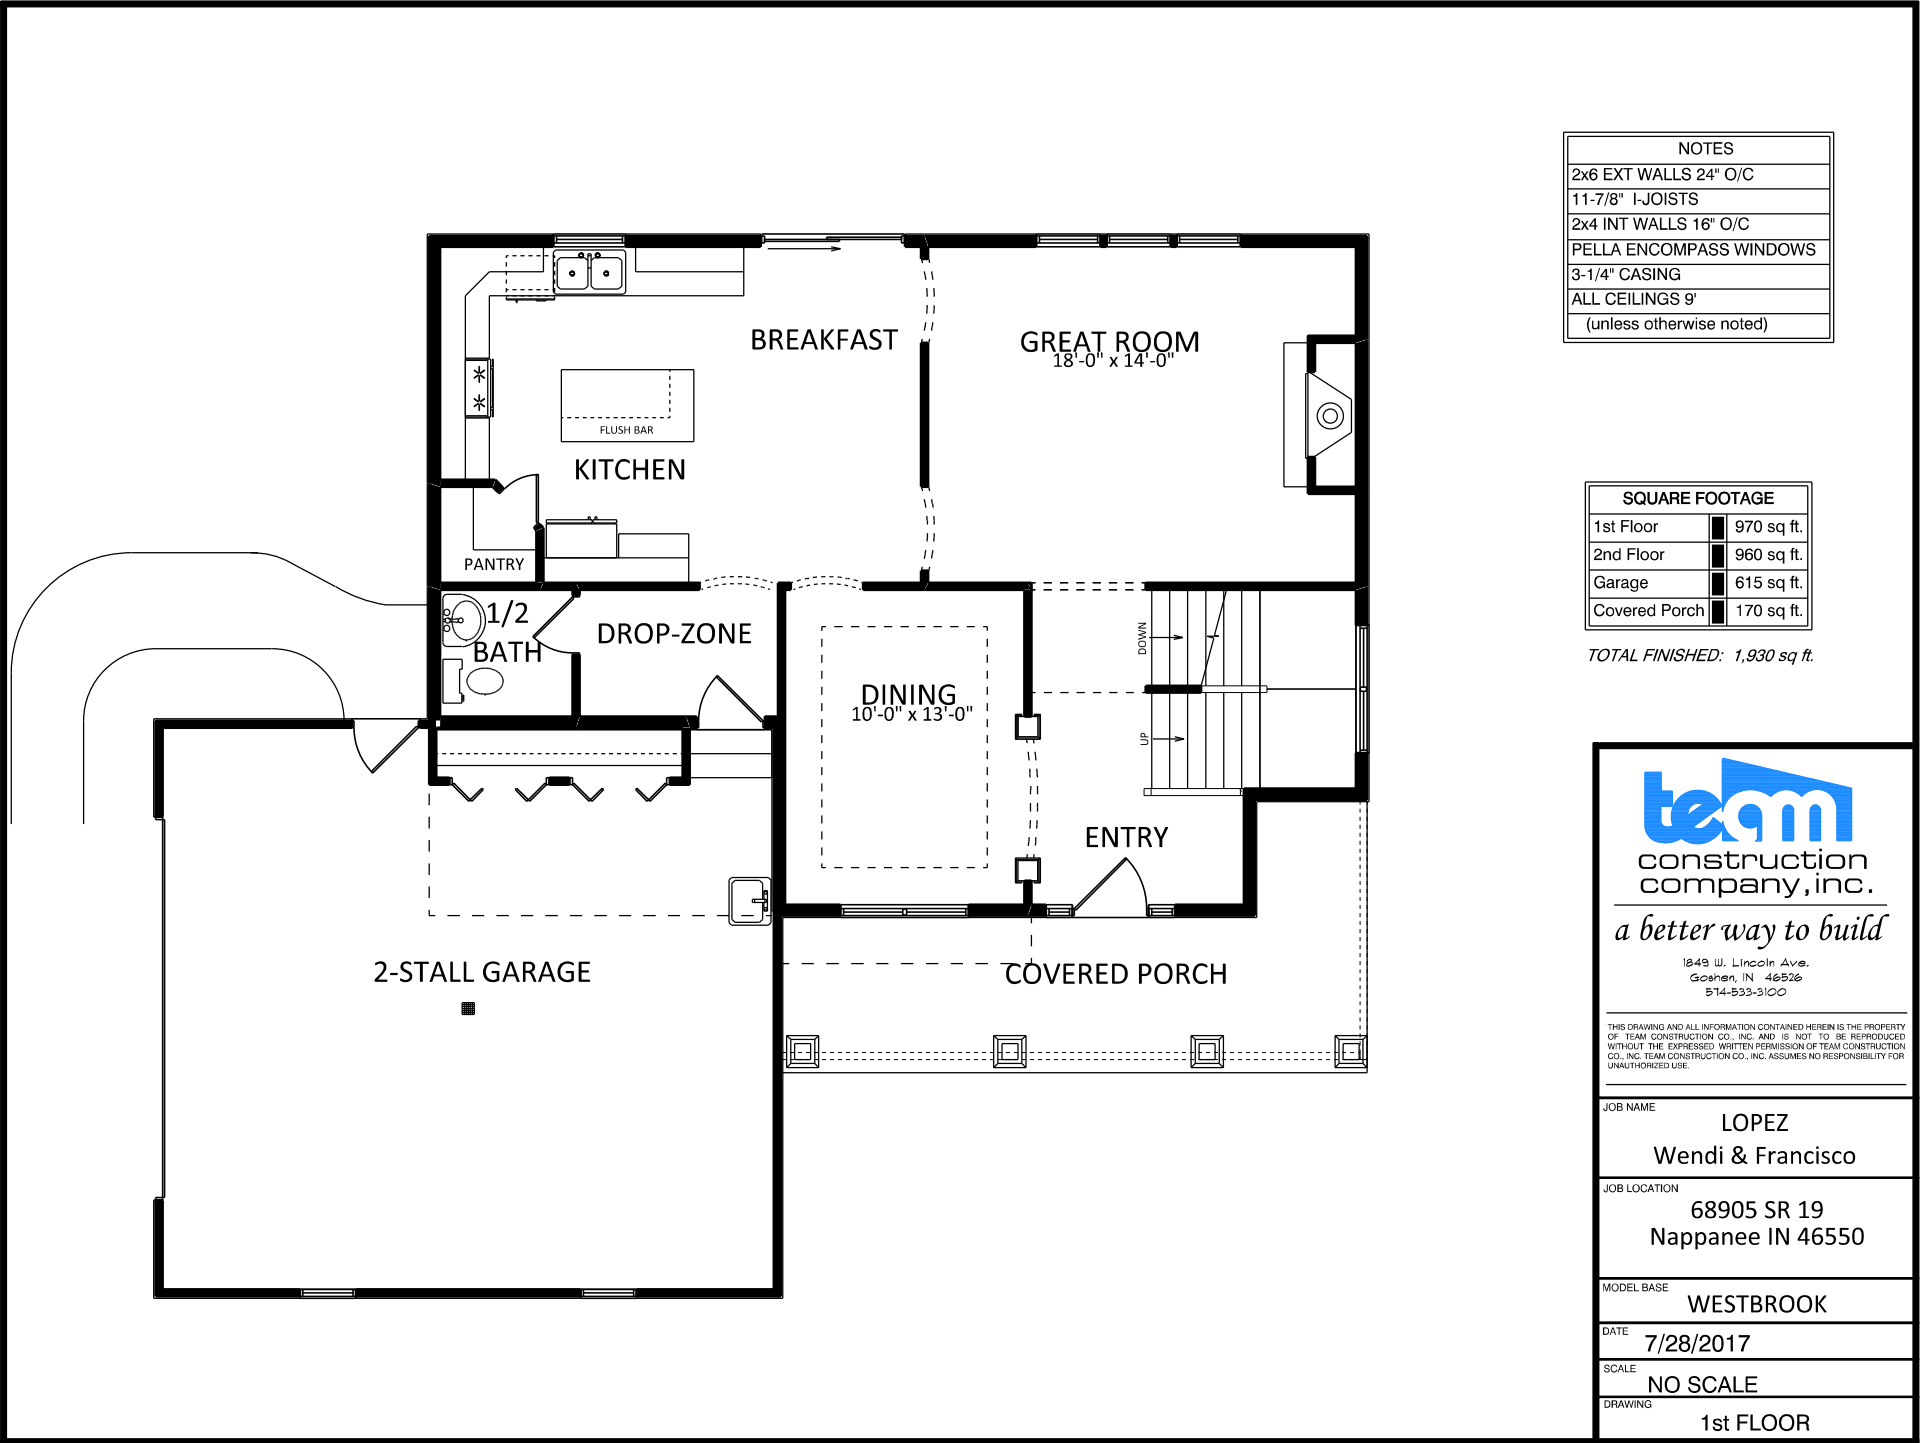 NOTES
2x6 EXT WALLS 24" O/C
11-7/8" I-JOISTS
2x4 INT WALLS 16" O/C
PELLA ENCOMPASS WINDOWS
3-1/4" CASING
ALL CEILINGS 9'
(unless otherwise noted)
BREAKFAST
GREAT ROOM
18'-0" x 14'-0"
FLUSH BAR
KITCHEN
PANTRY
1/2
BATH
DROP-ZONE
DINING
10'-0" x 13'-0"
DOWN
UP
ENTRY
2-STALL GARAGE
COVERED PORCH
SQUARE FOOTAGE
1st Floor 970 sq ft.
2nd Floor 960 sq ft.
Garage 615 sq ft.
Covered Porch 170 sq ft.
TOTAL FINISHED: 1,930 sq ft.
team
construction
company,inc.
a better way to build
1849 W. Lincoln Ave.
Goshen, IN 46526
574-533-3100
THIS DRAWING AND ALL INFORMATION CONTAINED HEREIN IS THE PROPERTY
OF TEAM CONSTRUCTION CO., INC. AND IS NOT TO BE REPRODUCED
WITHOUT THE EXPRESSED WRITTEN PERMISSION OF TEAM CONSTRUCTION
CO., INC. TEAM CONSTRUCTION CO., INC. ASSUMES NO RESPONSIBILITY FOR
UNAUTHORIZED USE.
JOB NAME
LOPEZ
Wendi & Francisco
JOB LOCATION
68905 SR 19
Nappanee IN 46550
MODEL BASE
WESTBROOK
DATE
7/28/2017
SCALE
NO SCALE
DRAWING
1st FLOOR